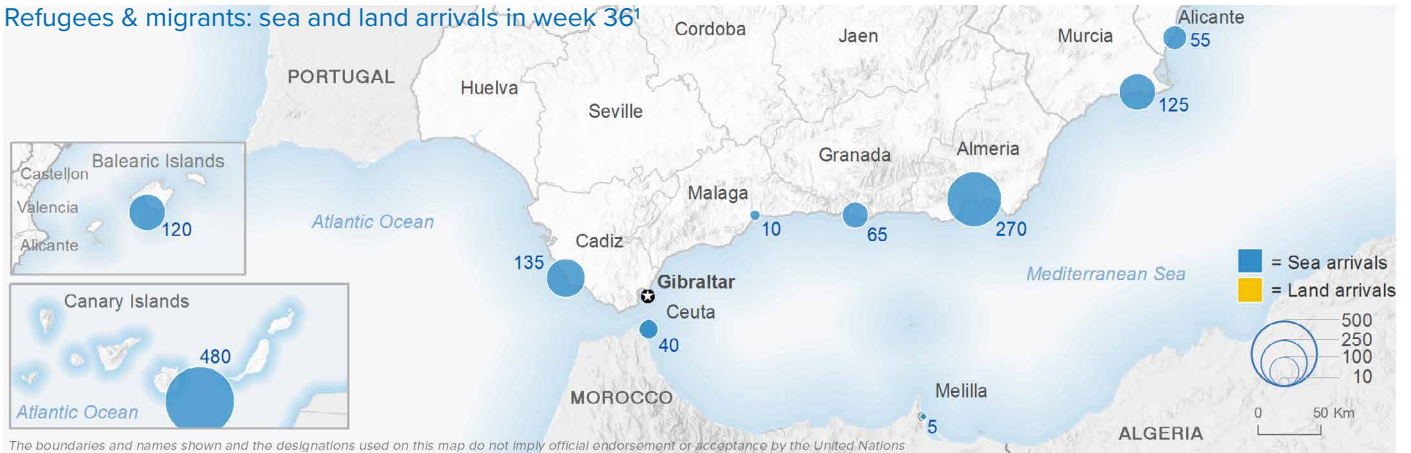 Refugees & migrants: sea and land arrivals in week 36¹
Alicante
55
Cordoba
Jaen
Murcia
PORTUGAL
Huelva
125
Seville
Balearic Islands
Castellon
Valencia
120
Alicante
Granada
Almeria
Malaga
Atlantic Ocean
10
65
270
Cadiz
135
Mediterranean Sea
= Sea arrivals
= Land arrivals
Gibraltar
Ceuta
40
Canary Islands
480
Atlantic Ocean
500
250
100
10
MOROCCO
Melilla
5
0 50 Km
ALGERIA
The boundaries and names shown and the designations used on this map do not imply official endorsement or acceptance by the United Nations